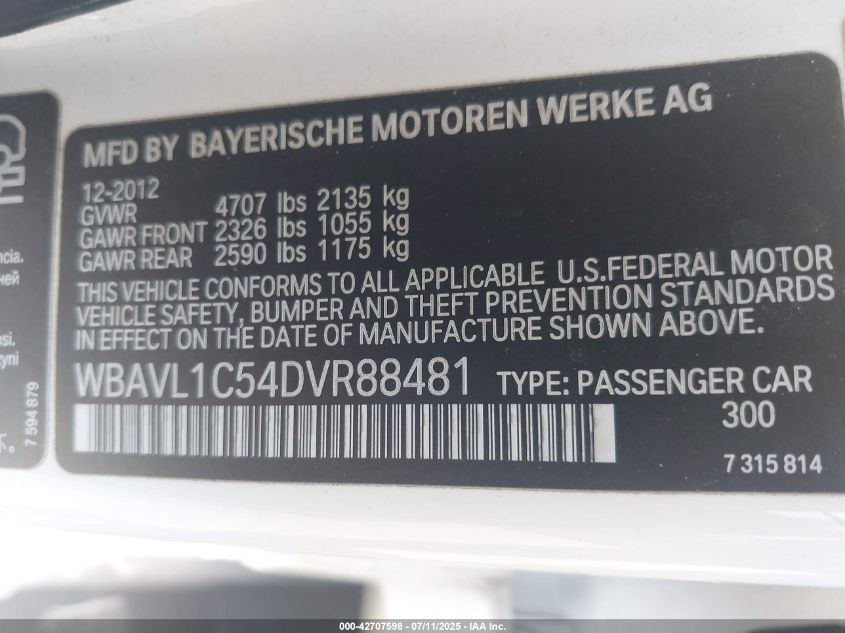 MFD BY BAYERISCHE MOTOREN WERKE AG
12-2012
GVWR 4707 lbs 2135 kg
GAWR FRONT 2326 lbs 1055 kg
GAWR REAR 2590 lbs 1175 kg
THIS VEHICLE CONFORMS TO ALL APPLICABLE U.S.FEDERAL MOTOR
VEHICLE SAFETY, BUMPER AND THEFT PREVENTION STANDARDS
IN EFFECT ON THE DATE OF MANUFACTURE SHOWN ABOVE.
WBAVL1C54DVR88481 TYPE: PASSENGER CAR
300
7 315 814
7 594 879
000-42707598 - 07/11/2025 - IAA Inc.